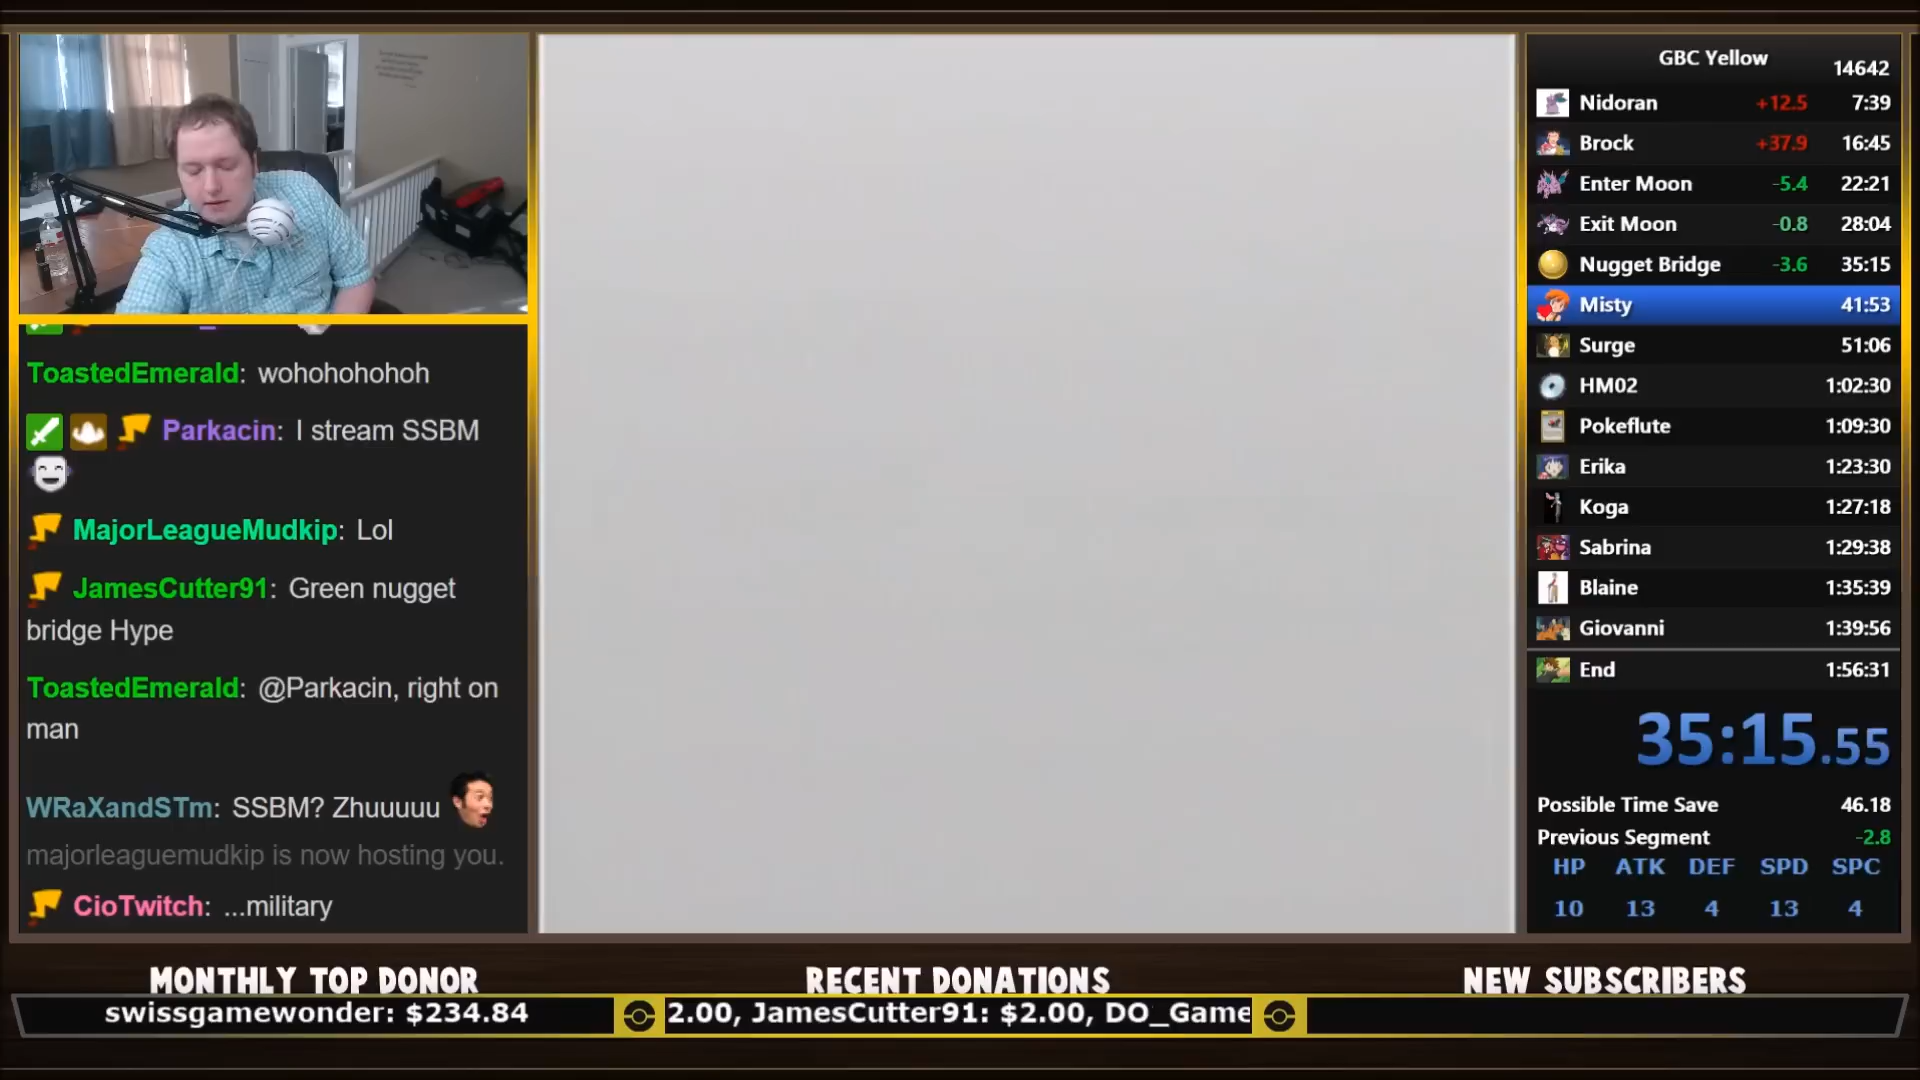 ToastedEmerald: wohohohohoh
Parkacin: I stream SSBM
MajorLeagueMudkip: Lol
JamesCutter91: Green nugget
bridge Hype
ToastedEmerald: @Parkacin, right on
man
WRaXandSTm: SSBM? Zhuuuuu
majorleaguemudkip is now hosting you.
CioTwitch: ...military
GBC Yellow 14642
Nidoran +12.5 7:39
Brock +37.9 16:45
Enter Moon -5.4 22:21
Exit Moon -0.8 28:04
Nugget Bridge -3.6 35:15
Misty 41:53
Surge 51:06
HM02 1:02:30
Pokeflute 1:09:30
Erika 1:23:30
Koga 1:27:18
Sabrina 1:29:38
Blaine 1:35:39
Giovanni 1:39:56
End 1:56:31
35:15.55
Possible Time Save 46.18
Previous Segment -2.8
HP ATK DEF SPD SPC
10 13 4 13 4
MONTHLY TOP DONOR
swissgamewonder: $234.84
RECENT DONATIONS
2.00, JamesCutter91: $2.00, DO_Game
NEW SUBSCRIBERS